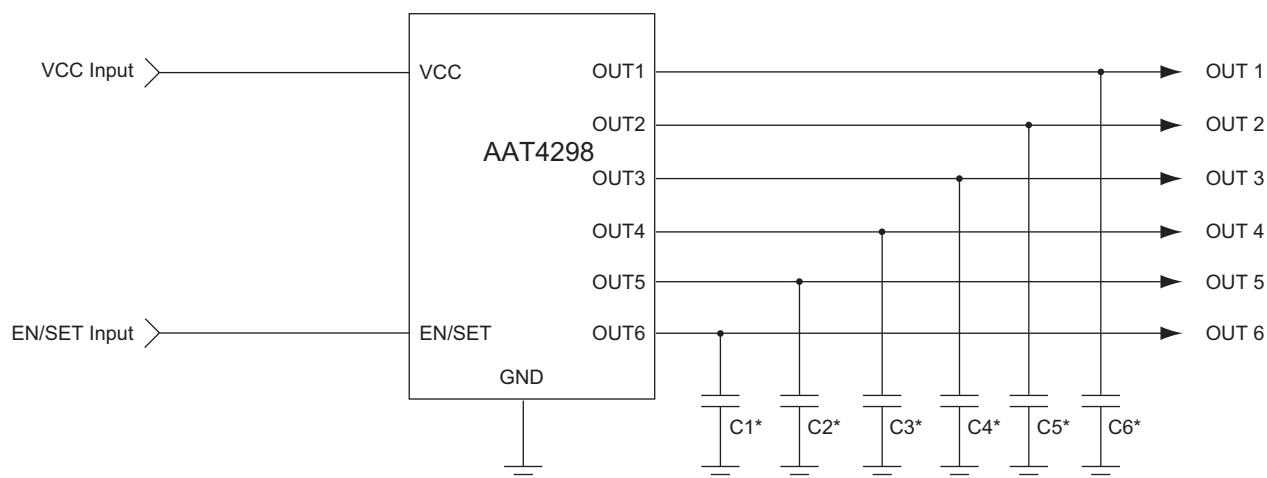 VCC Input
VCC
OUT1
OUT 1
OUT2
OUT 2
AAT4298
OUT3
OUT 3
OUT4
OUT 4
OUT5
OUT 5
EN/SET Input
EN/SET
OUT6
OUT 6
GND
C1*
C2*
C3*
C4*
C5*
C6*